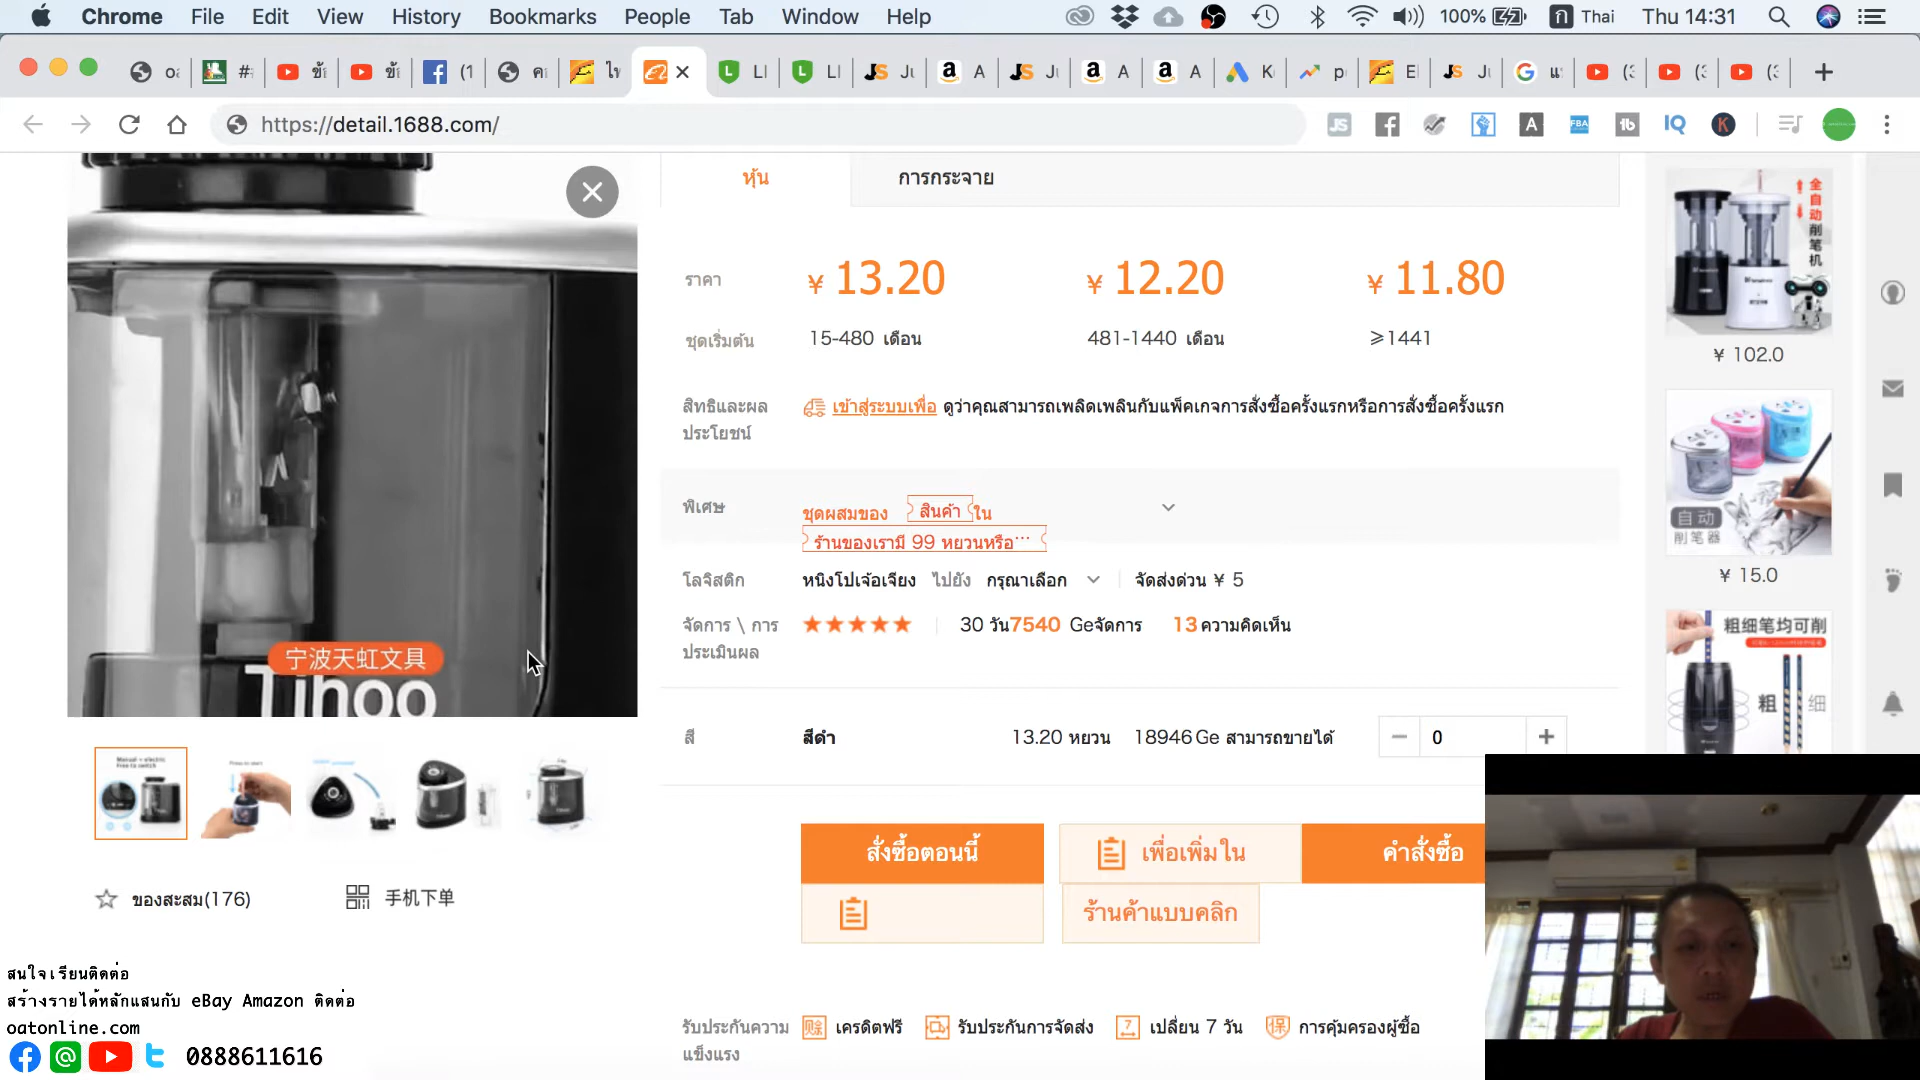 Chrome File Edit View History Bookmarks People Tab Window Help 100% ก Thai Thu 14:31
https://detail.1688.com/
หุ้น การกระจาย
ราคา ¥ 13.20 ¥ 12.20 ¥ 11.80
ชุดเริ่มต้น 15-480 เดือน 481-1440 เดือน ≥1441
สิทธิและผลประโยชน์ เข้าสู่ระบบเพื่อ ดูว่าคุณสามารถเพลิดเพลินกับแพ็คเกจการสั่งซื้อครั้งแรกหรือการสั่งซื้อครั้งแรก
พิเศษ ชุดผสมของ สินค้า ใน
ร้านของเรามี 99 หยวนหรือ...
โลจิสติก หนิงโปเจ้อเจียง ไปยัง กรุณาเลือก จัดส่งด่วน ¥ 5
จัดการ \ การประเมินผล 30 วัน7540 Geจัดการ 13 ความคิดเห็น
宁波天虹文具
Tihoo
สี สีดำ 13.20 หยวน 18946 Ge สามารถขายได้ 0
สั่งซื้อตอนนี้ เพื่อเพิ่มใน คำสั่งซื้อ
ร้านค้าแบบคลิก
ของสะสม(176) 手机下单
รับประกันความแข็งแรง 赊 เครดิตฟรี รับประกันการจัดส่ง 7 เปลี่ยน 7 วัน 保 การคุ้มครองผู้ซื้อ
全自动削笔机
¥ 102.0
自动
削笔器
¥ 15.0
粗细笔均可削
粗 细
สนใจเรียนติดต่อ
สร้างรายได้หลักแสนกับ eBay Amazon ติดต่อ
oatonline.com
0888611616